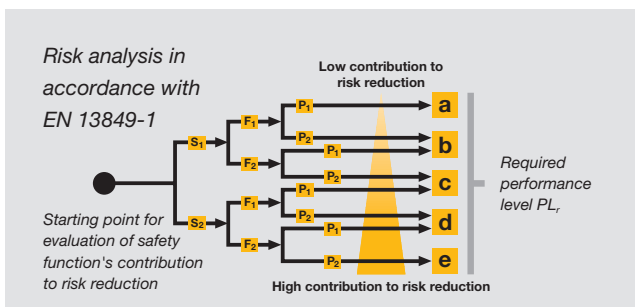 Risk analysis in
accordance with
EN 13849-1
Low contribution to
risk reduction
P1
a
F1
P2
b
S1
P1
F2
P2
c
F1
P1
S2
P2
d
F2
P1
P2
e
Required
performance
level PLr
Starting point for
evaluation of safety
function's contribution
to risk reduction
High contribution to risk reduction